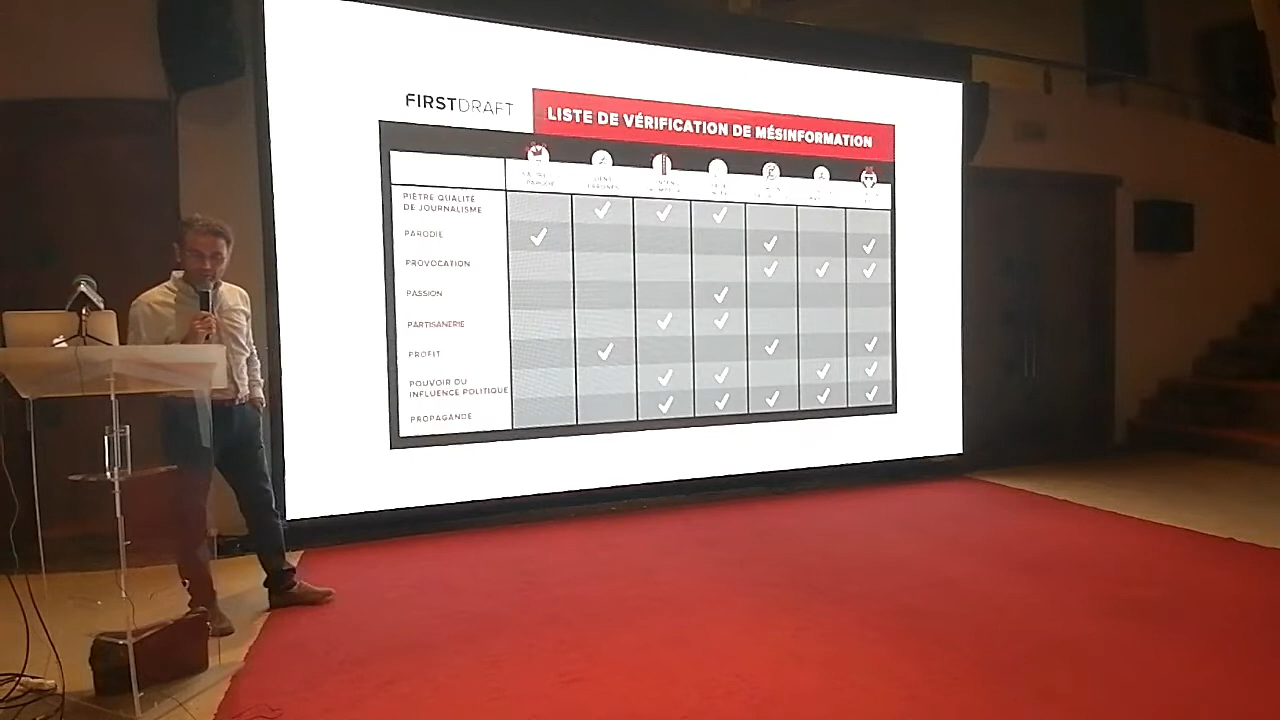 FIRSTDRAFT
LISTE DE VÉRIFICATION DE MÉSINFORMATION
PIÈTRE QUALITÉ
DE JOURNALISME
PARODIE
PROVOCATION
PASSION
PARTISANERIE
PROFIT
POUVOIR OU
INFLUENCE POLITIQUE
PROPAGANDE